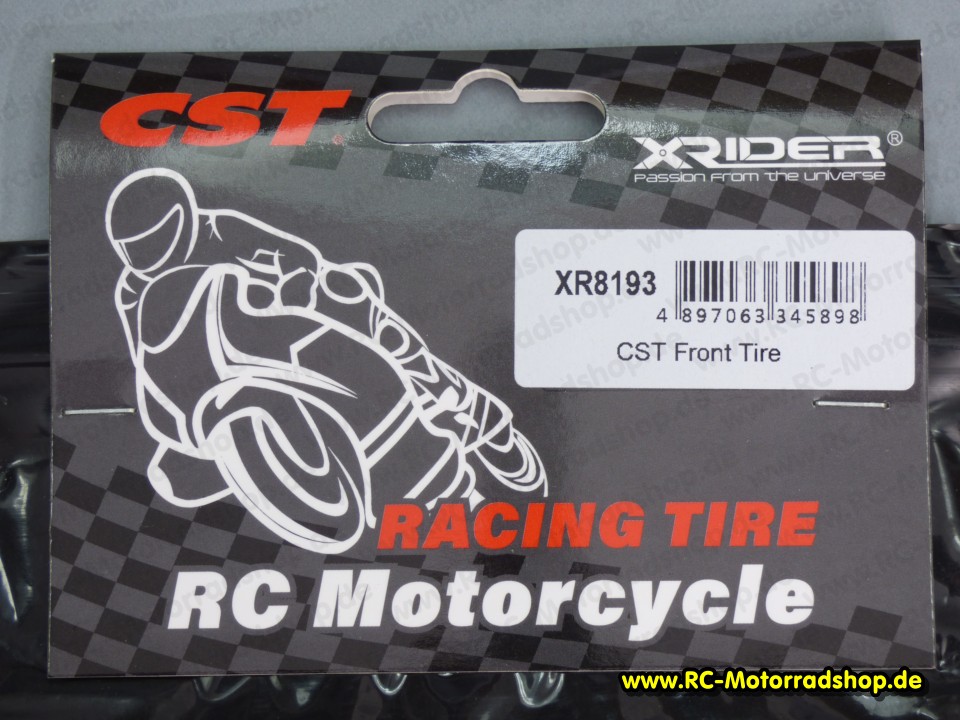 CST.
XRIDER®
PASSION FROM THE UNIVERSE
XR8193
4 897063 345898
CST Front Tire
RACING TIRE
RC Motorcycle
www.RC-Motorradshop.de